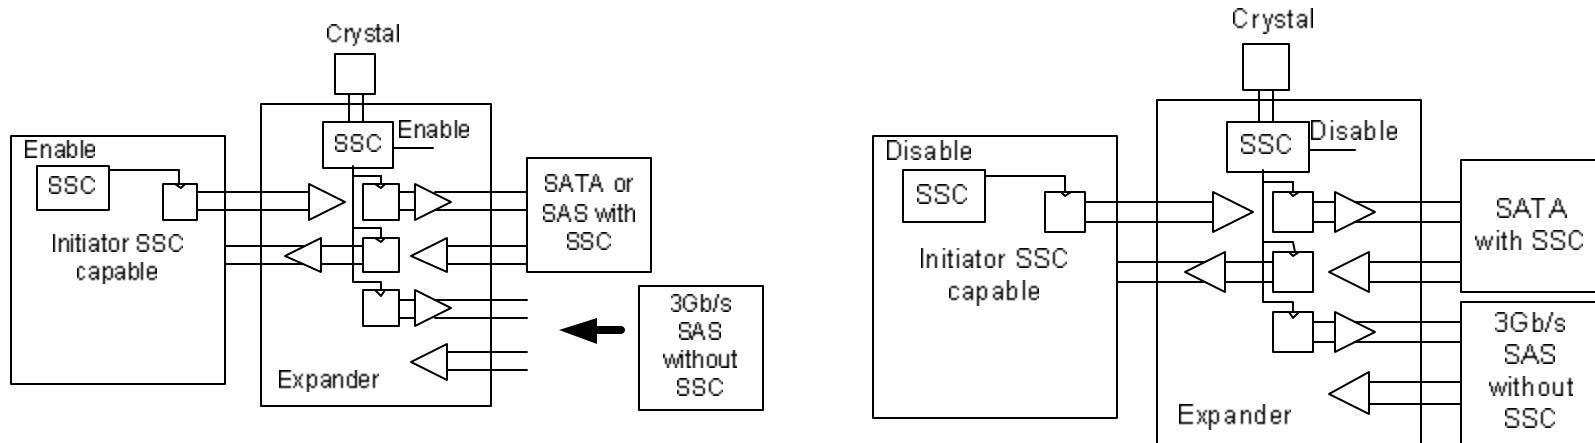 Crystal
SSC
Enable
Enable
SSC
Initiator SSC
capable
SATA or
SAS with
SSC
3Gb/s
SAS
without
SSC
Expander
Crystal
SSC
Disable
Disable
SSC
Initiator SSC
capable
SATA
with SSC
3Gb/s
SAS
without
SSC
Expander